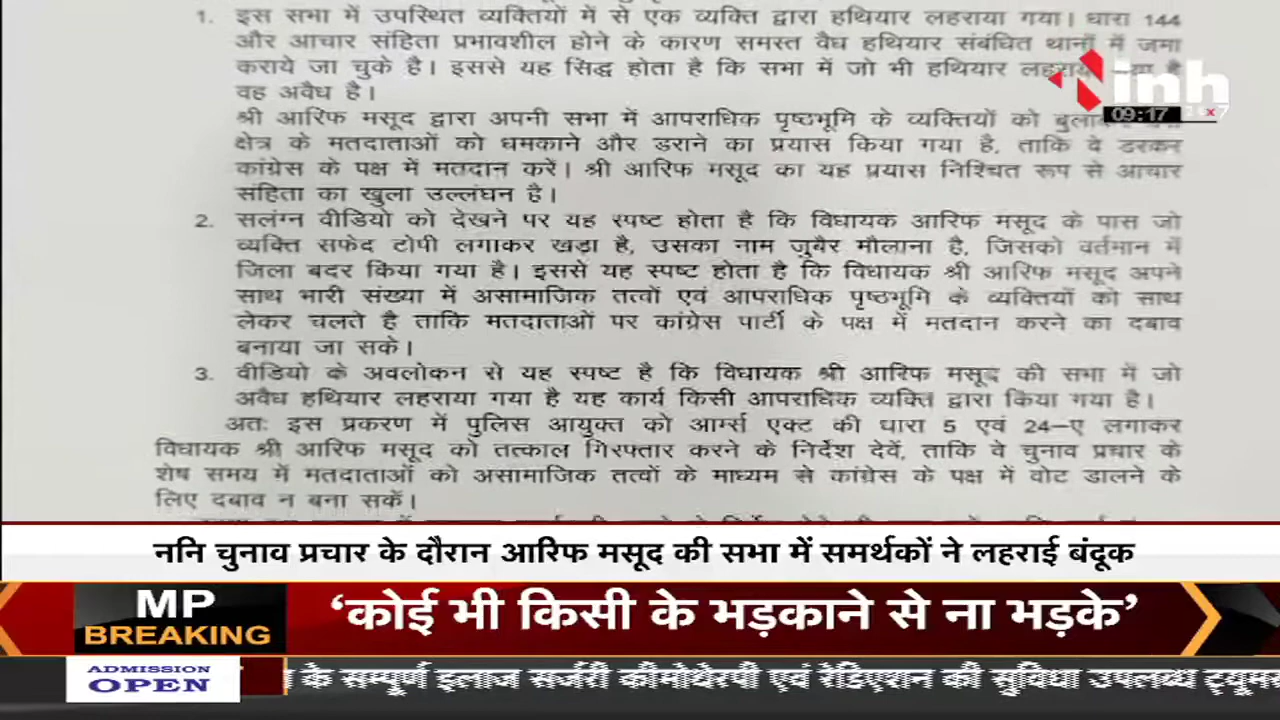 1. इस सभा में उपस्थित व्यक्तियों में से एक व्यक्ति द्वारा हथियार लहराया गया। धारा 144
और आचार संहिता प्रभावशील होने के कारण समस्त वैध हथियार संबंधित थानों में जमा
कराये जा चुके है। इससे यह सिद्ध होता है कि सभा में जो भी हथियार
वह अवैध है।
inh
09:17
24x7
श्री आरिफ मसूद द्वारा अपनी सभा में आपराधिक पृष्ठभूमि के व्यक्तियों को
क्षेत्र के मतदाताओं को धमकाने और डराने का प्रयास किया गया है, ताकि वे डरकर
कांग्रेस के पक्ष में मतदान करें। श्री आरिफ मसूद का यह प्रयास निश्चित रूप से आचार
संहिता का खुला उल्लंघन है।
2. सलंग्न वीडियो को देखने पर यह स्पष्ट होता है कि विधायक आरिफ मसूद के पास जो
व्यक्ति सफेद टोपी लगाकर खड़ा है, उसका नाम जुबैर मौलाना है, जिसको वर्तमान में
जिला बदर किया गया है। इससे यह स्पष्ट होता है कि विधायक श्री आरिफ मसूद अपने
साथ भारी संख्या में असामाजिक तत्वों एवं आपराधिक पृष्ठभूमि के व्यक्तियों को साथ
लेकर चलते है ताकि मतदाताओं पर कांग्रेस पार्टी के पक्ष में मतदान करने का दबाव
बनाया जा सके।
3. वीडियो के अवलोकन से यह स्पष्ट है कि विधायक श्री आरिफ मसूद की सभा में जो
अवैध हथियार लहराया गया है यह कार्य किसी आपराधिक व्यक्ति द्वारा किया गया है।
अतः इस प्रकरण में पुलिस आयुक्त को आर्म्स एक्ट की धारा 5 एवं 24-ए लगाकर
विधायक श्री आरिफ मसूद को तत्काल गिरफ्तार करने के निर्देश देवें, ताकि वे चुनाव प्रचार के
शेष समय में मतदाताओं को असामाजिक तत्वों के माध्यम से कांग्रेस के पक्ष में वोट डालने के
लिए दबाव न बना सकें।
ननि चुनाव प्रचार के दौरान आरिफ मसूद की सभा में समर्थकों ने लहराई बंदूक
MP
BREAKING
‘कोई भी किसी के भड़काने से ना भड़के’
ADMISSION
OPEN
के सम्पूर्ण इलाज सर्जरी कीमोथेरपी एवं रेडिएशन की सुविधा उपलब्ध